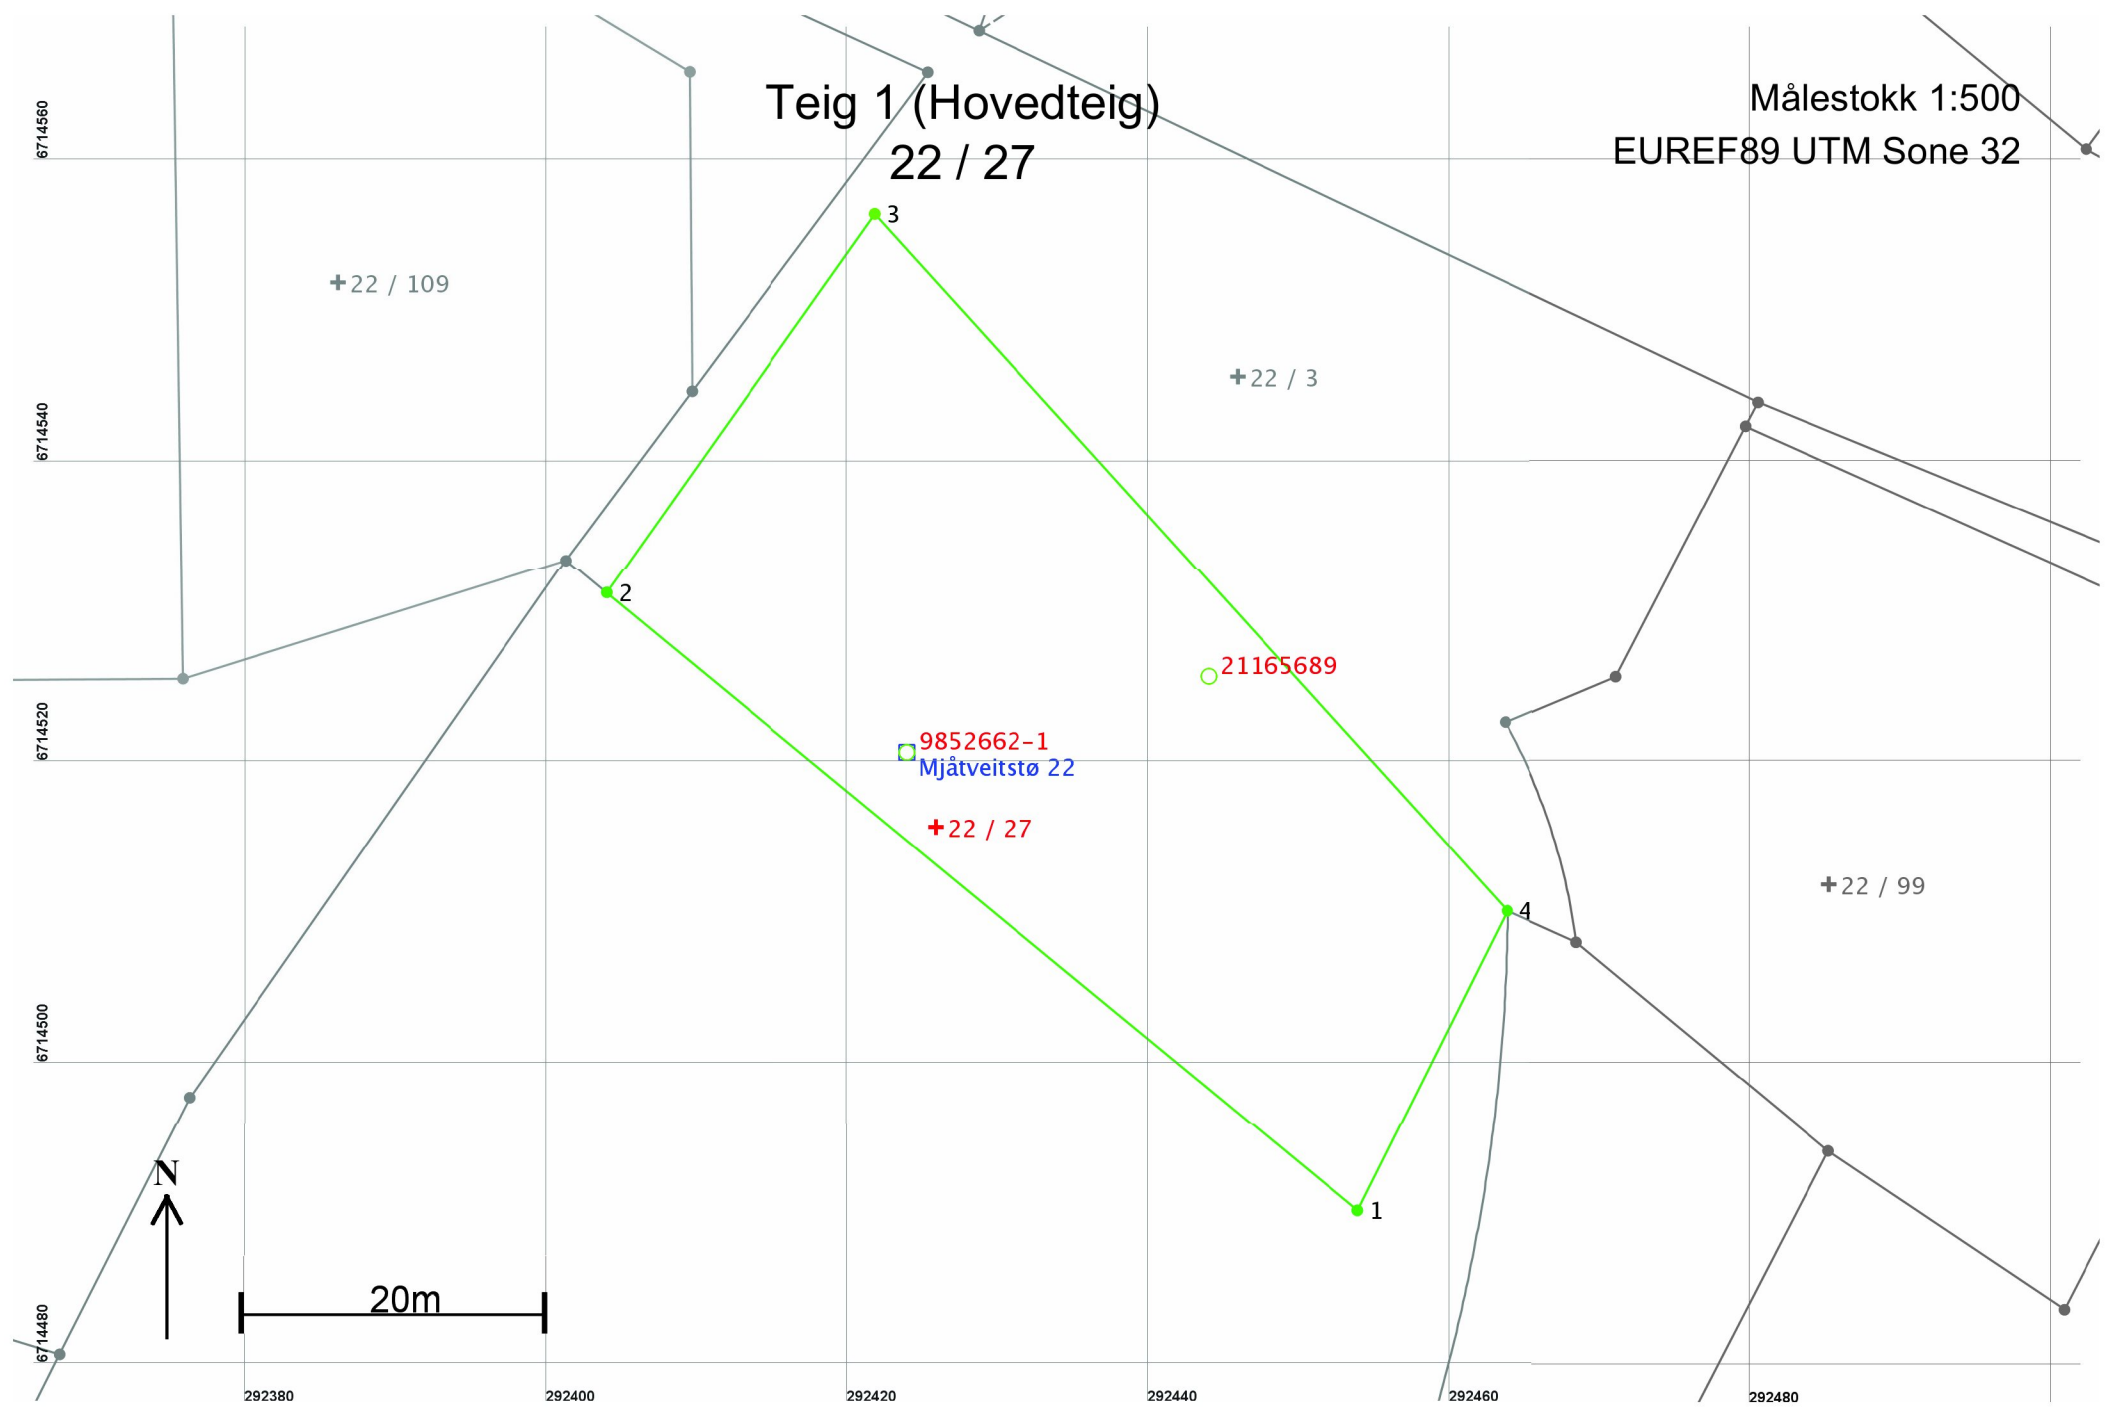 Teig 1 (Hovedteig)
22 / 27
Målestokk 1:500
EUREF89 UTM Sone 32
6714560
3
22 / 109
22 / 3
6714540
2
21165689
6714520
9852662-1
Mjåtveitstø 22
22 / 27
22 / 99
4
6714500
N
1
20m
6714480
292380
292400
292420
292440
292460
292480